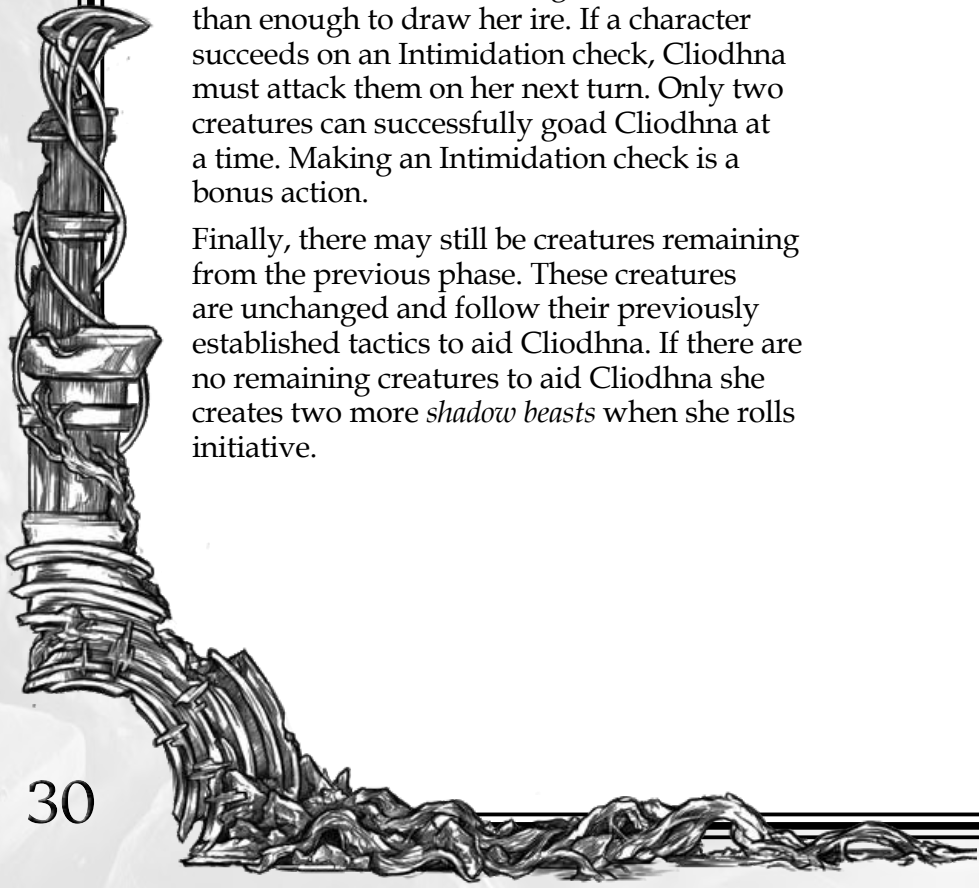 than enough to draw her ire. If a character
succeeds on an Intimidation check, Cliodhna
must attack them on her next turn. Only two
creatures can successfully goad Cliodhna at
a time. Making an Intimidation check is a
bonus action.
Finally, there may still be creatures remaining
from the previous phase. These creatures
are unchanged and follow their previously
established tactics to aid Cliodhna. If there are
no remaining creatures to aid Cliodhna she
creates two more shadow beasts when she rolls
initiative.
30